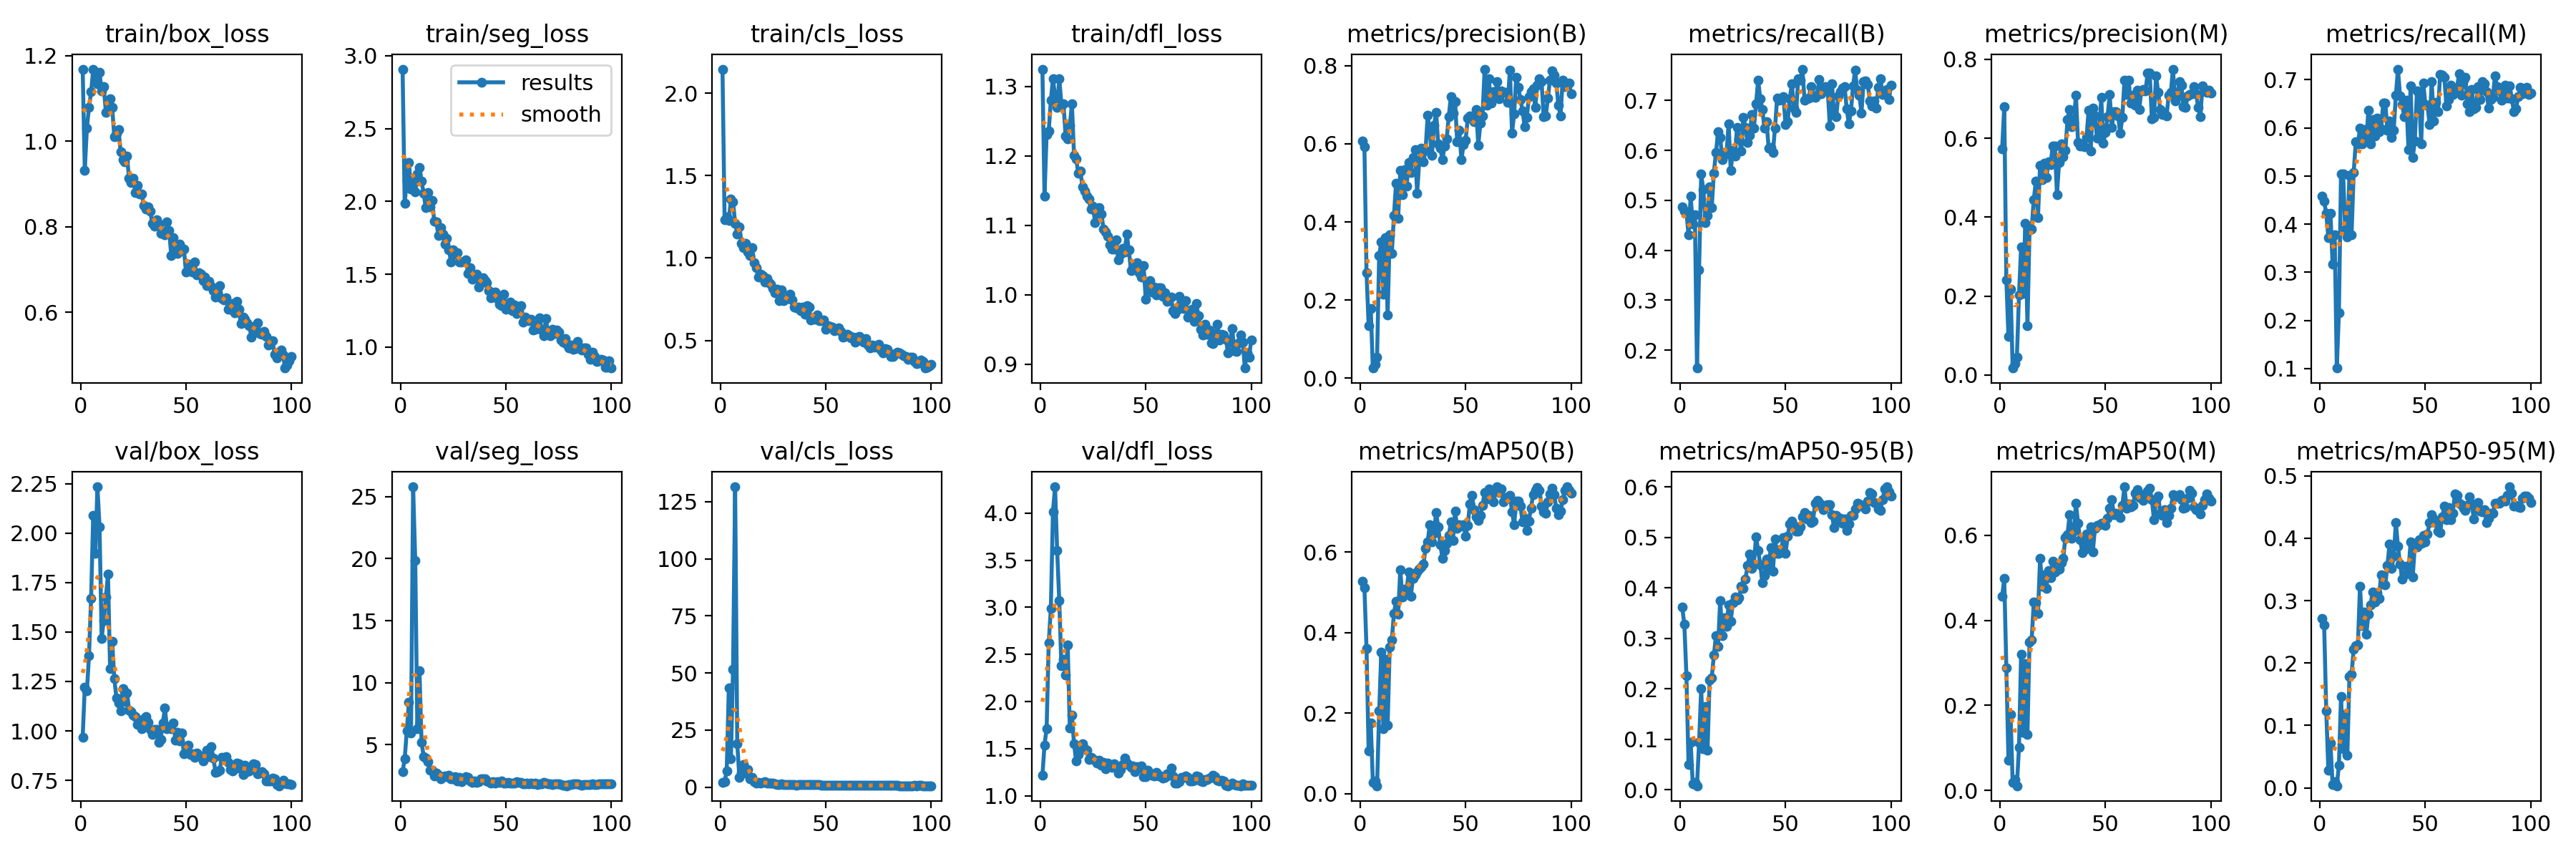 train/box_loss
1.2
1.0
0.8
0.6
0 50 100
train/seg_loss
3.0
2.5
2.0
1.5
1.0
results
smooth
0 50 100
train/cls_loss
2.0
1.5
1.0
0.5
0 50 100
train/dfl_loss
1.3
1.2
1.1
1.0
0.9
0 50 100
metrics/precision(B)
0.8
0.6
0.4
0.2
0.0
0 50 100
metrics/recall(B)
0.7
0.6
0.5
0.4
0.3
0.2
0 50 100
metrics/precision(M)
0.8
0.6
0.4
0.2
0.0
0 50 100
metrics/recall(M)
0.7
0.6
0.5
0.4
0.3
0.2
0.1
0 50 100
val/box_loss
2.25
2.00
1.75
1.50
1.25
1.00
0.75
0 50 100
val/seg_loss
25
20
15
10
5
0 50 100
val/cls_loss
125
100
75
50
25
0
0 50 100
val/dfl_loss
4.0
3.5
3.0
2.5
2.0
1.5
1.0
0 50 100
metrics/mAP50(B)
0.6
0.4
0.2
0.0
0 50 100
metrics/mAP50-95(B)
0.6
0.5
0.4
0.3
0.2
0.1
0.0
0 50 100
metrics/mAP50(M)
0.6
0.4
0.2
0.0
0 50 100
metrics/mAP50-95(M)
0.5
0.4
0.3
0.2
0.1
0.0
0 50 100